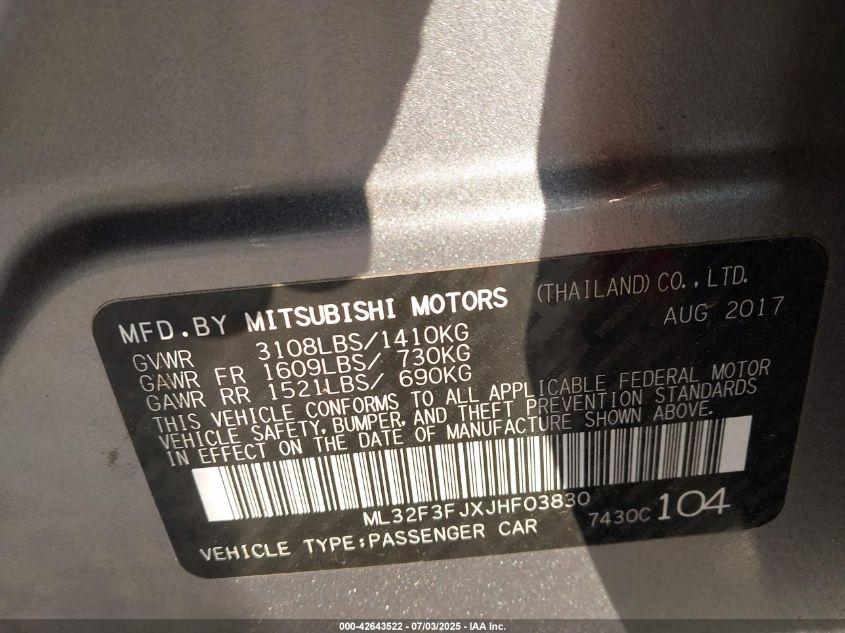 MFD.BY MITSUBISHI MOTORS (THAILAND) CO., LTD.
AUG 2017
GVWR 3108LBS/1410KG
GAWR FR 1609LBS/ 730KG
GAWR RR 1521LBS/ 690KG
THIS VEHICLE CONFORMS TO ALL APPLICABLE FEDERAL MOTOR
VEHICLE SAFETY, BUMPER, AND THEFT PREVENTION STANDARDS
IN EFFECT ON THE DATE OF MANUFACTURE SHOWN ABOVE.
ML32F3FJXJHF03830
7430C 104
VEHICLE TYPE:PASSENGER CAR
000-42643522 - 07/03/2025 - IAA Inc.